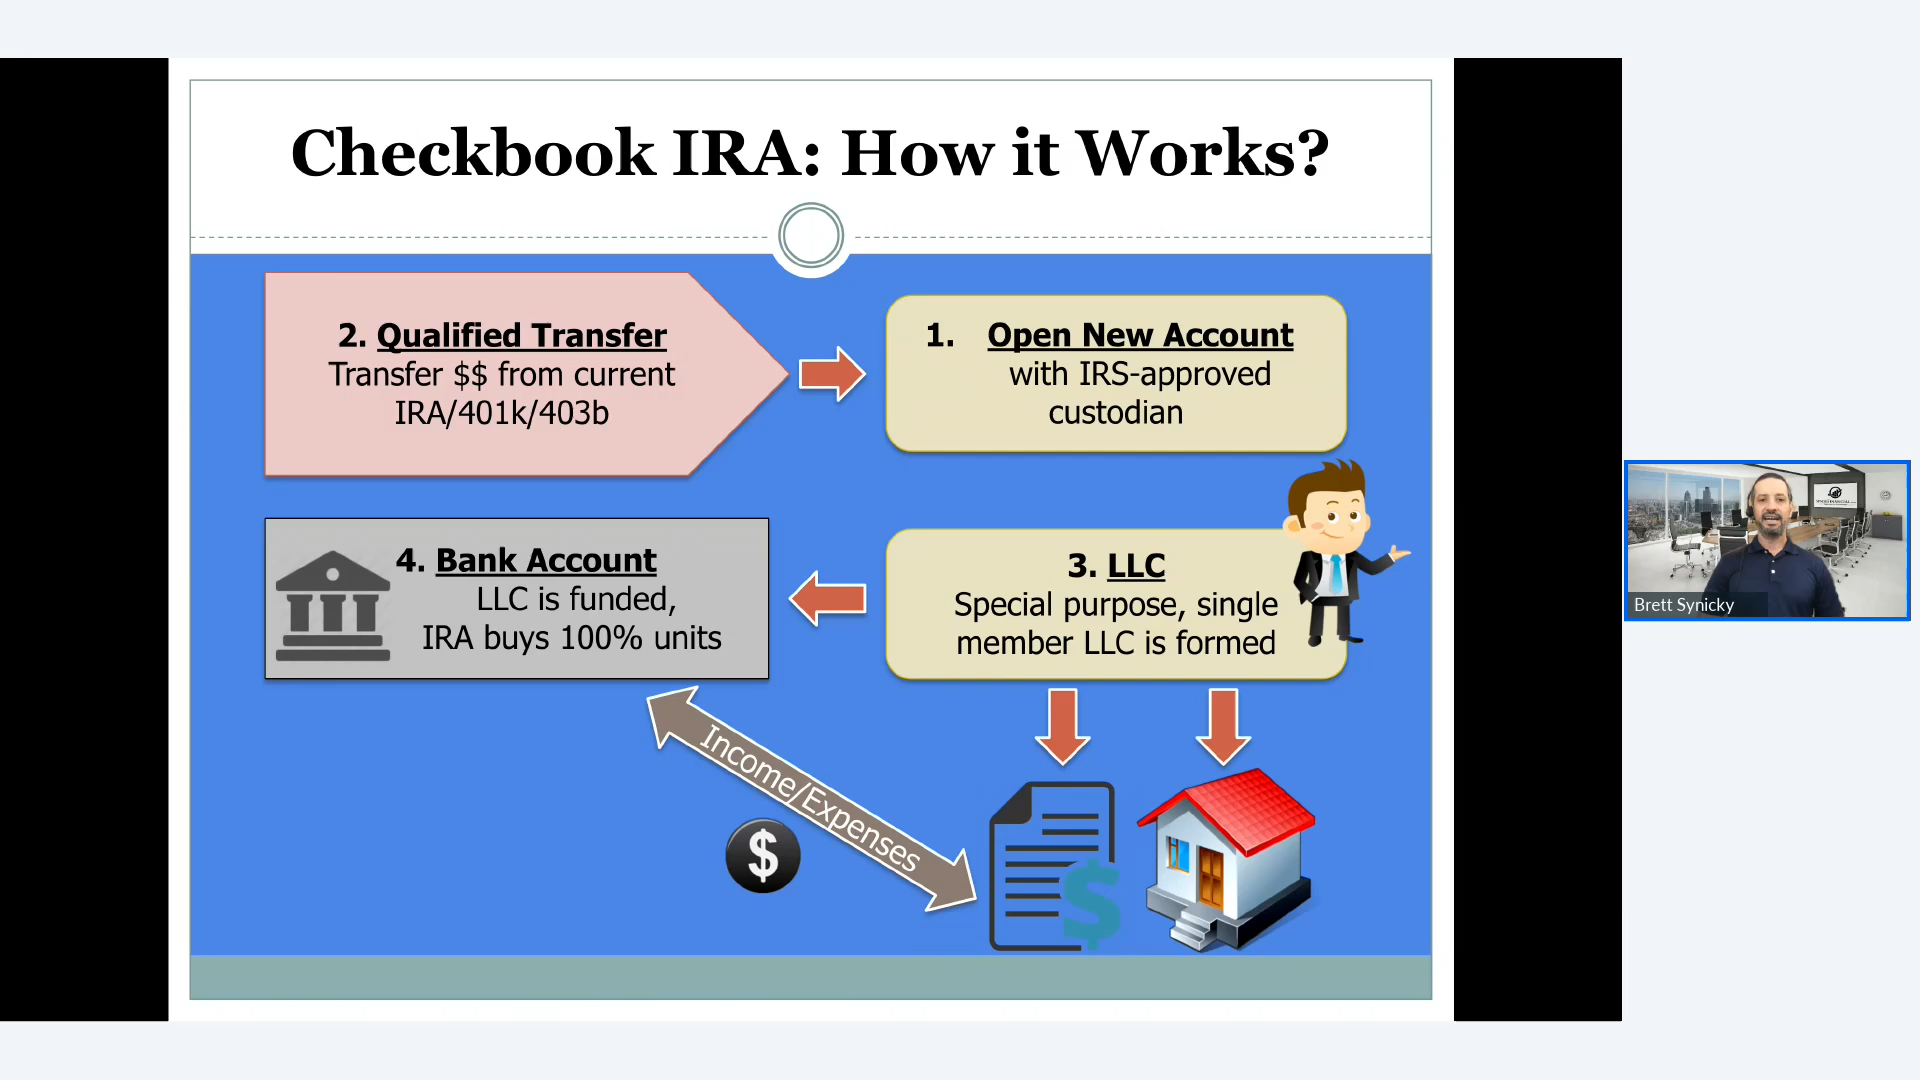 Checkbook IRA: How it Works?
2. Qualified Transfer
Transfer $$ from current
IRA/401k/403b
1. Open New Account
with IRS-approved
custodian
4. Bank Account
LLC is funded,
IRA buys 100% units
3. LLC
Special purpose, single
member LLC is formed
Income/Expenses
$
$
Brett Synicky